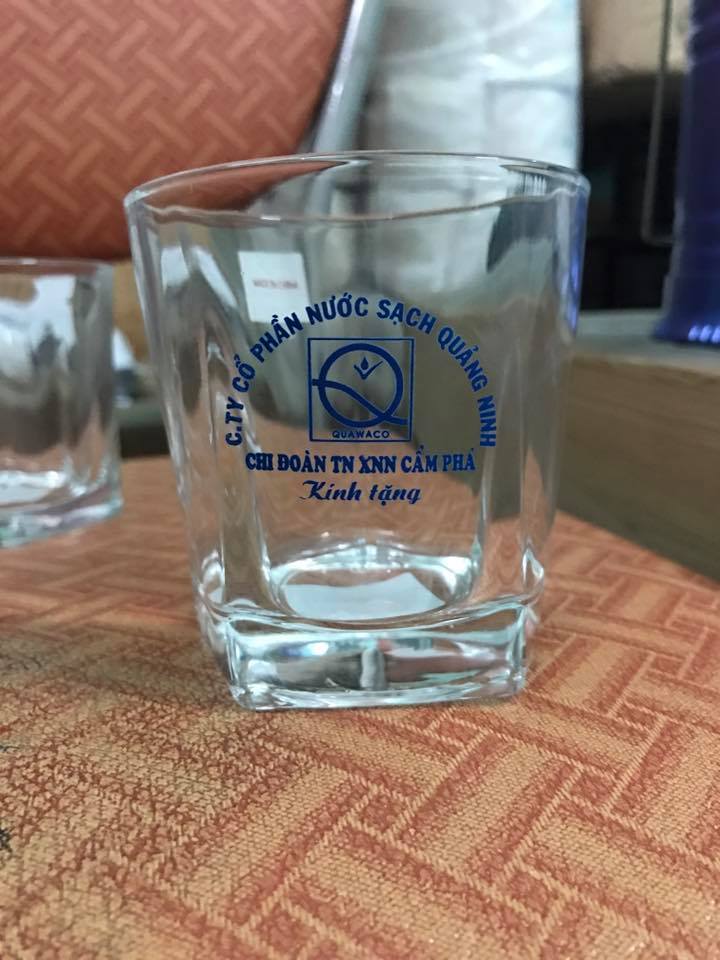 C.TY CỔ PHẦN NƯỚC SẠCH QUẢNG NINH
QUAWACO
CHI ĐOÀN TN XNN CẨM PHẢ
Kính tặng